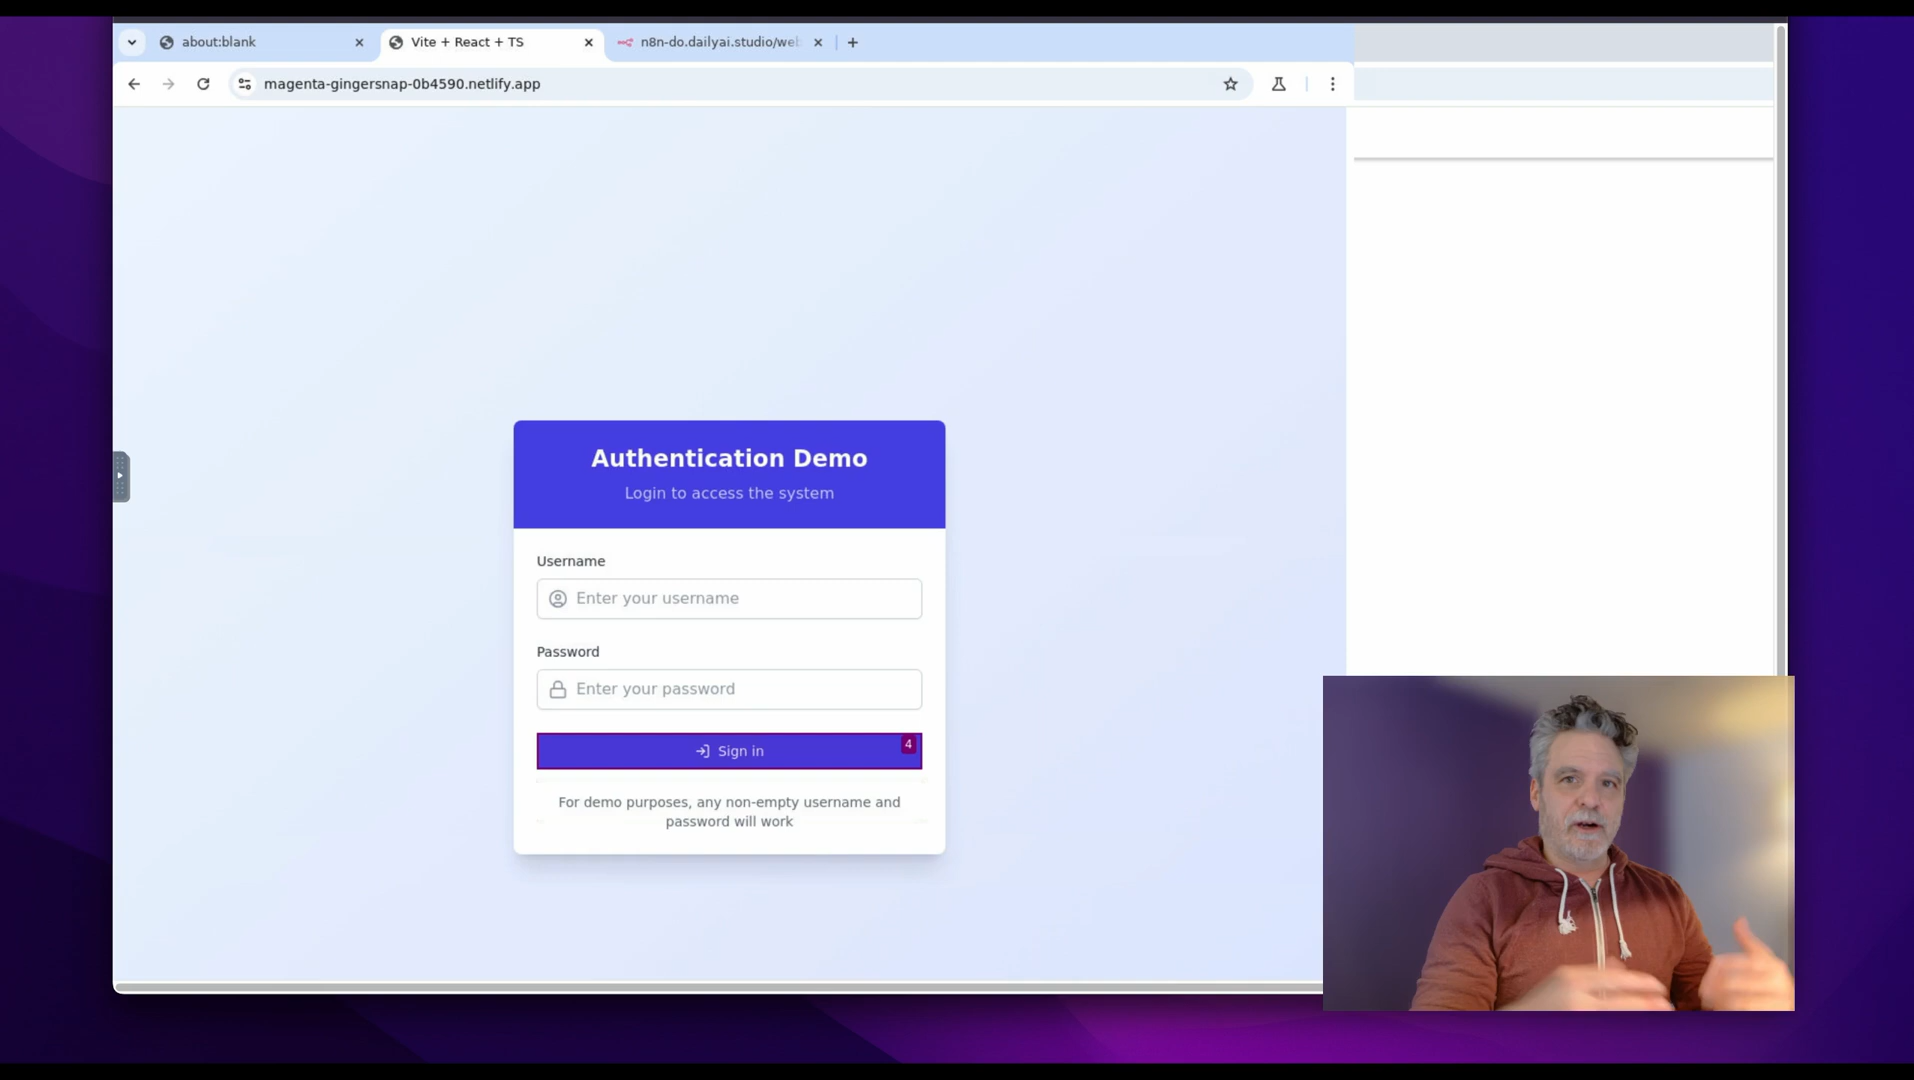 about:blank
Vite + React + TS
n8n-do.dailyai.studio/web
magenta-gingersnap-0b4590.netlify.app
Authentication Demo
Login to access the system
Username
Enter your username
Password
Enter your password
Sign in
4
For demo purposes, any non-empty username and
password will work